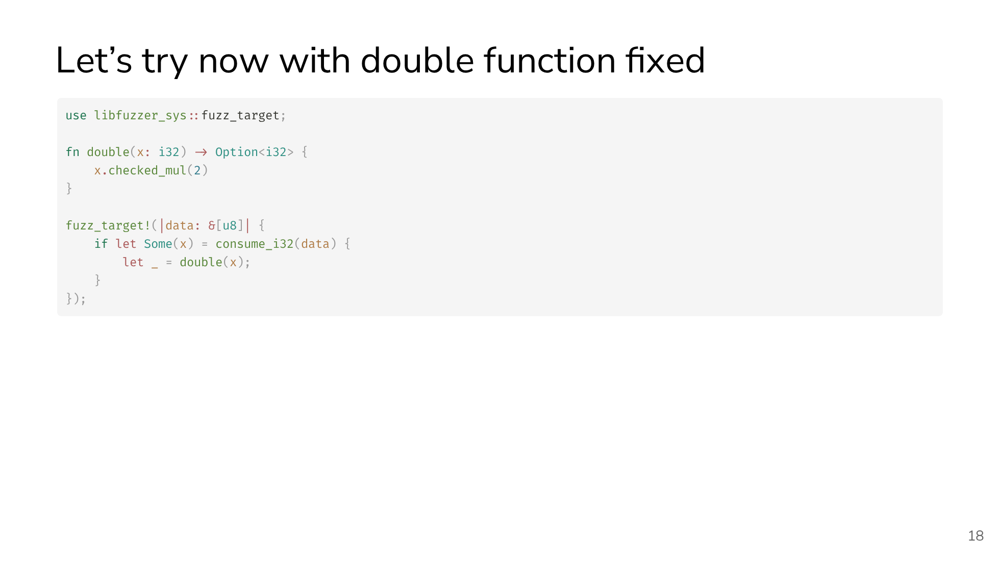 Let’s try now with double function fixed
use libfuzzer_sys::fuzz_target;
fn double(x: i32) -> Option<i32> {
    x.checked_mul(2)
}
fuzz_target!(|data: &[u8]| {
    if let Some(x) = consume_i32(data) {
        let _ = double(x);
    }
});
18